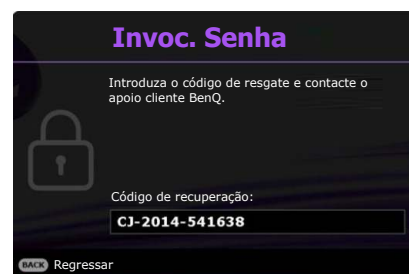 Invoc. Senha
Introduza o código de resgate e contacte o
apoio cliente BenQ.
Código de recuperação:
CJ-2014-541638
BACK Regressar